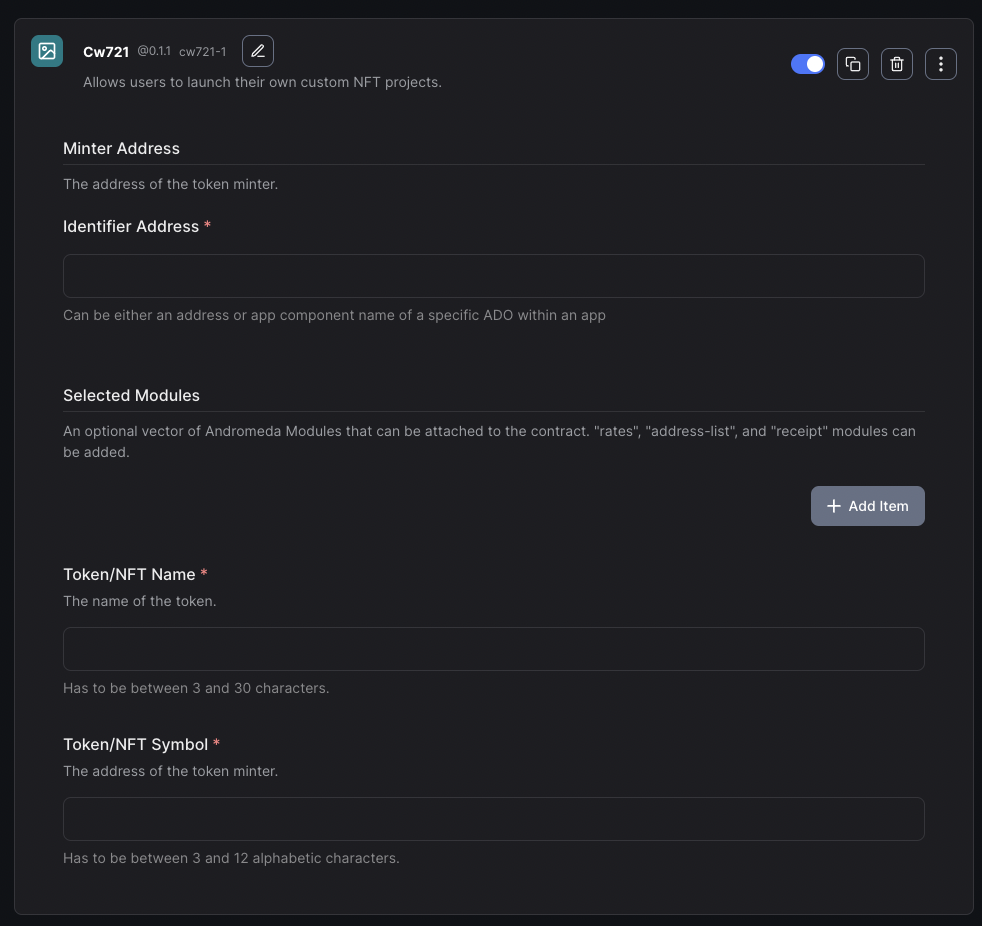 Cw721 @0.1.1 cw721-1
Allows users to launch their own custom NFT projects.
Minter Address
The address of the token minter.
Identifier Address *
Can be either an address or app component name of a specific ADO within an app
Selected Modules
An optional vector of Andromeda Modules that can be attached to the contract. "rates", "address-list", and "receipt" modules can
be added.
Add Item
Token/NFT Name *
The name of the token.
Has to be between 3 and 30 characters.
Token/NFT Symbol *
The address of the token minter.
Has to be between 3 and 12 alphabetic characters.